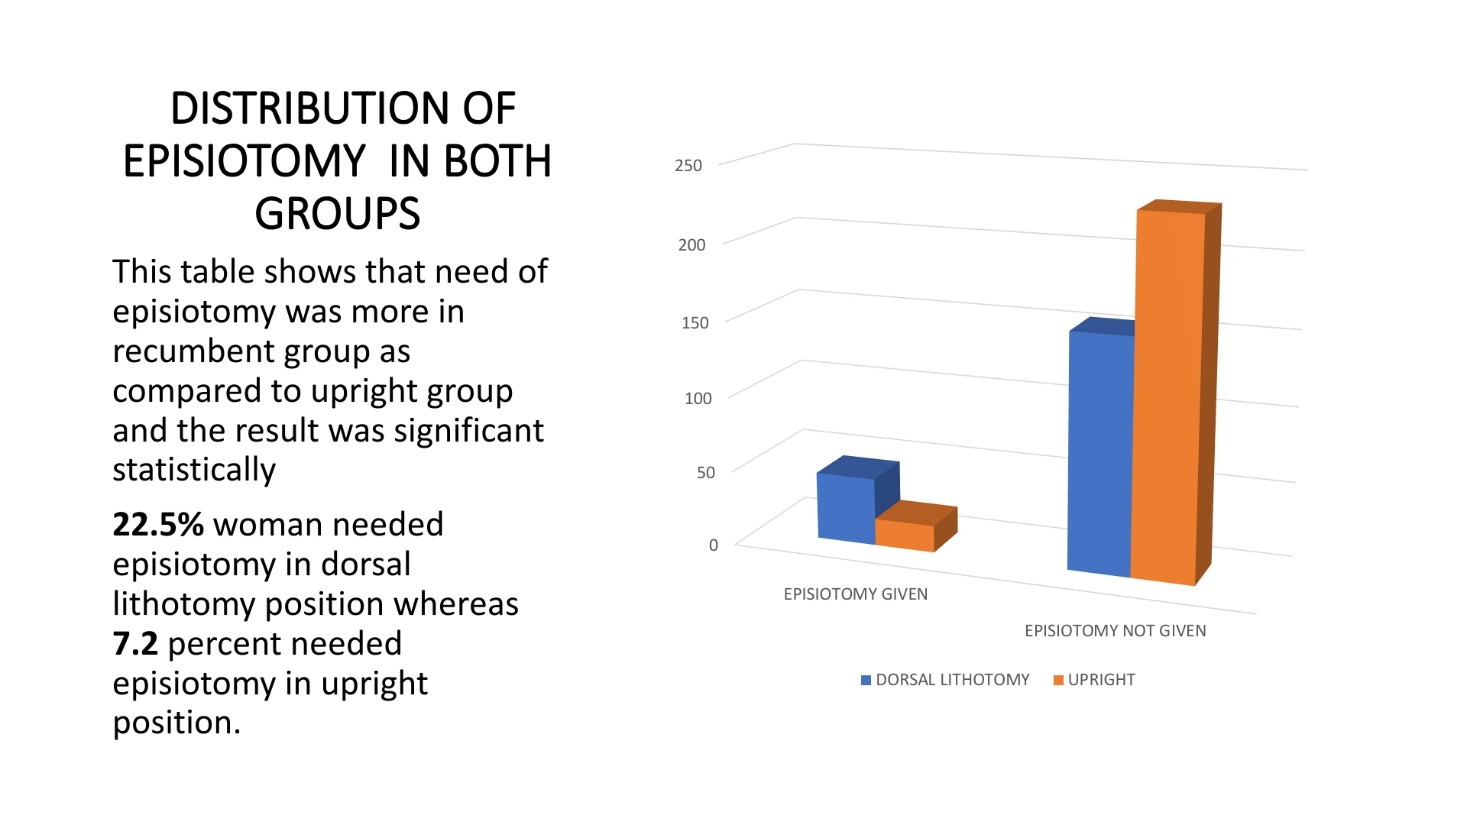 DISTRIBUTION OF
EPISIOTOMY  IN BOTH
GROUPS
This table shows that need of
episiotomy was more in
recumbent group as
compared to upright group
and the result was significant
statistically
22.5% woman needed
episiotomy in dorsal
lithotomy position whereas
7.2 percent needed
episiotomy in upright
position.
250
200
150
100
50
0
EPISIOTOMY GIVEN
EPISIOTOMY NOT GIVEN
DORSAL LITHOTOMY
UPRIGHT